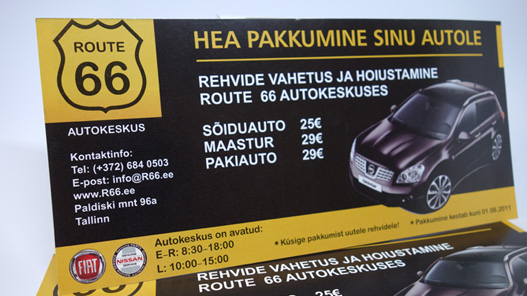 ROUTE
66
AUTOKESKUS
Kontaktinfo:
Tel: (+372) 684 0503
E-post: info@R66.ee
www.R66.ee
Paldiski mnt 96a
Tallinn
HEA PAKKUMINE SINU AUTOLE
REHVIDE VAHETUS JA HOIUSTAMINE
ROUTE 66 AUTOKESKUSES
SÕIDUAUTO 25€
MAASTUR 29€
PAKIAUTO 29€
FIAT
NISSAN
Autokeskus on avatud:
E–R: 8:30–18:00
L: 10:00–15:00
* Küsige pakkumist uutele rehvidele!
* Pakkumine kestab kuni 01.06.2011
66
REHVIDE VAHETUS JA HOIUSTAMINE
ROUTE 66 AUTOKESKUSES
25€